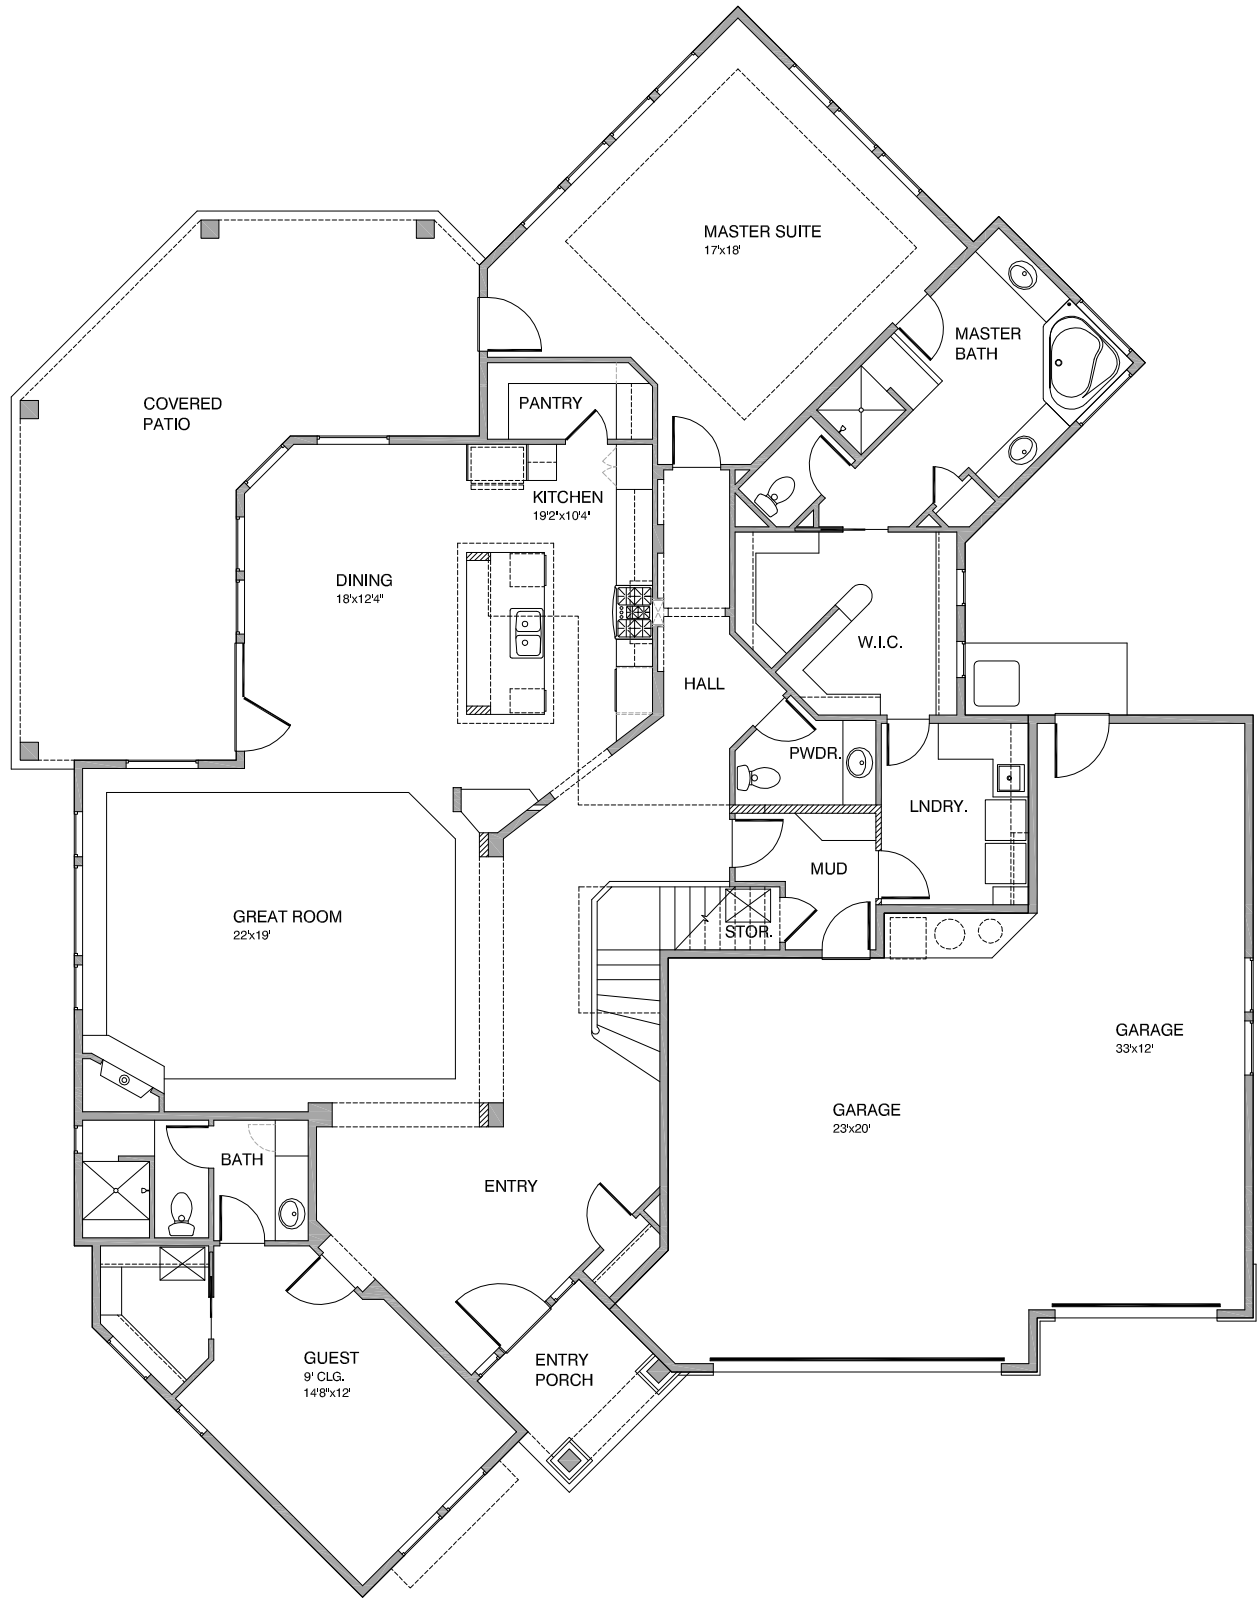 MASTER SUITE
17'x18'
MASTER
BATH
COVERED
PATIO
PANTRY
KITCHEN
19'2"x10'4"
DINING
18'x12'4"
W.I.C.
HALL
PWDR.
LNDRY.
MUD
GREAT ROOM
22'x19'
STOR.
GARAGE
33'x12'
GARAGE
23'x20'
BATH
ENTRY
GUEST
9' CLG.
14'8"x12'
ENTRY
PORCH